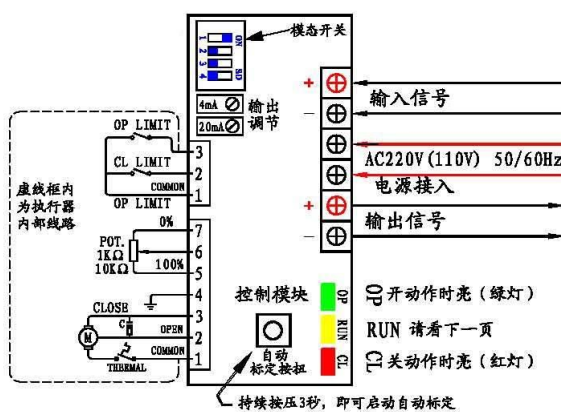 模态开关
1 ON
2
3
4 SD
4mA
20mA
输出
调节
OP LIMIT
CL LIMIT
COMMON
OP LIMIT
3
2
1
虚线框内
为执行器
内部线路
0%
POT.
1KΩ
10KΩ
100%
7
6
5
4
3
2
1
CLOSE
C
M
OPEN
COMMON
THERMAL
+
输入信号
−
AC220V(110V) 50/60Hz
电源接入
+
输出信号
−
控制模块
自动
标定按扭
OP
RUN
CL
OP 开动作时亮（绿灯）
RUN 请看下一页
CL 关动作时亮（红灯）
持续按压3秒，即可启动自动标定